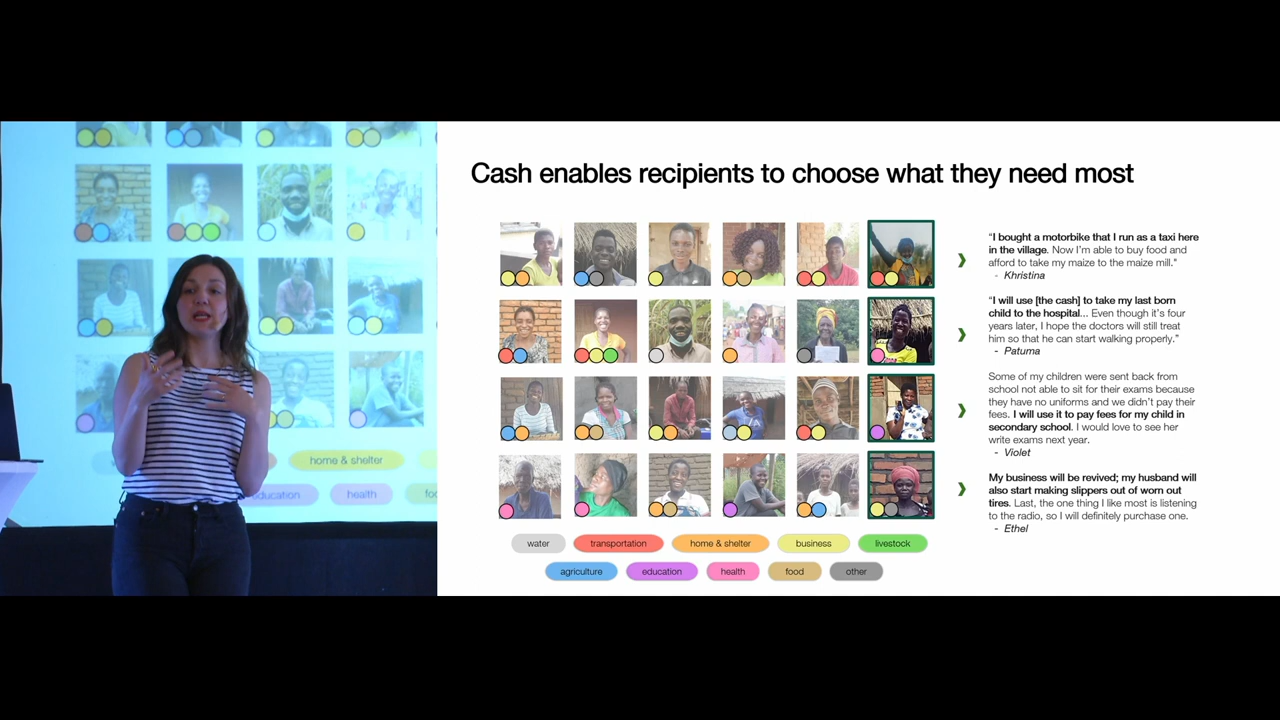 Cash enables recipients to choose what they need most
"I bought a motorbike that I run as a taxi here
in the village. Now I'm able to buy food and
afford to take my maize to the maize mill."
- Khristina
"I will use [the cash] to take my last born
child to the hospital... Even though it's four
years later, I hope the doctors will still treat
him so that he can start walking properly."
- Patuma
Some of my children were sent back from
school not able to sit for their exams because
they have no uniforms and we didn't pay their
fees. I will use it to pay fees for my child in
secondary school. I would love to see her
write exams next year.
- Violet
My business will be revived; my husband will
also start making slippers out of worn out
tires. Last, the one thing I like most is listening
to the radio, so I will definitely purchase one.
- Ethel
water transportation home & shelter business livestock
agriculture education health food other
home & shelter
education health